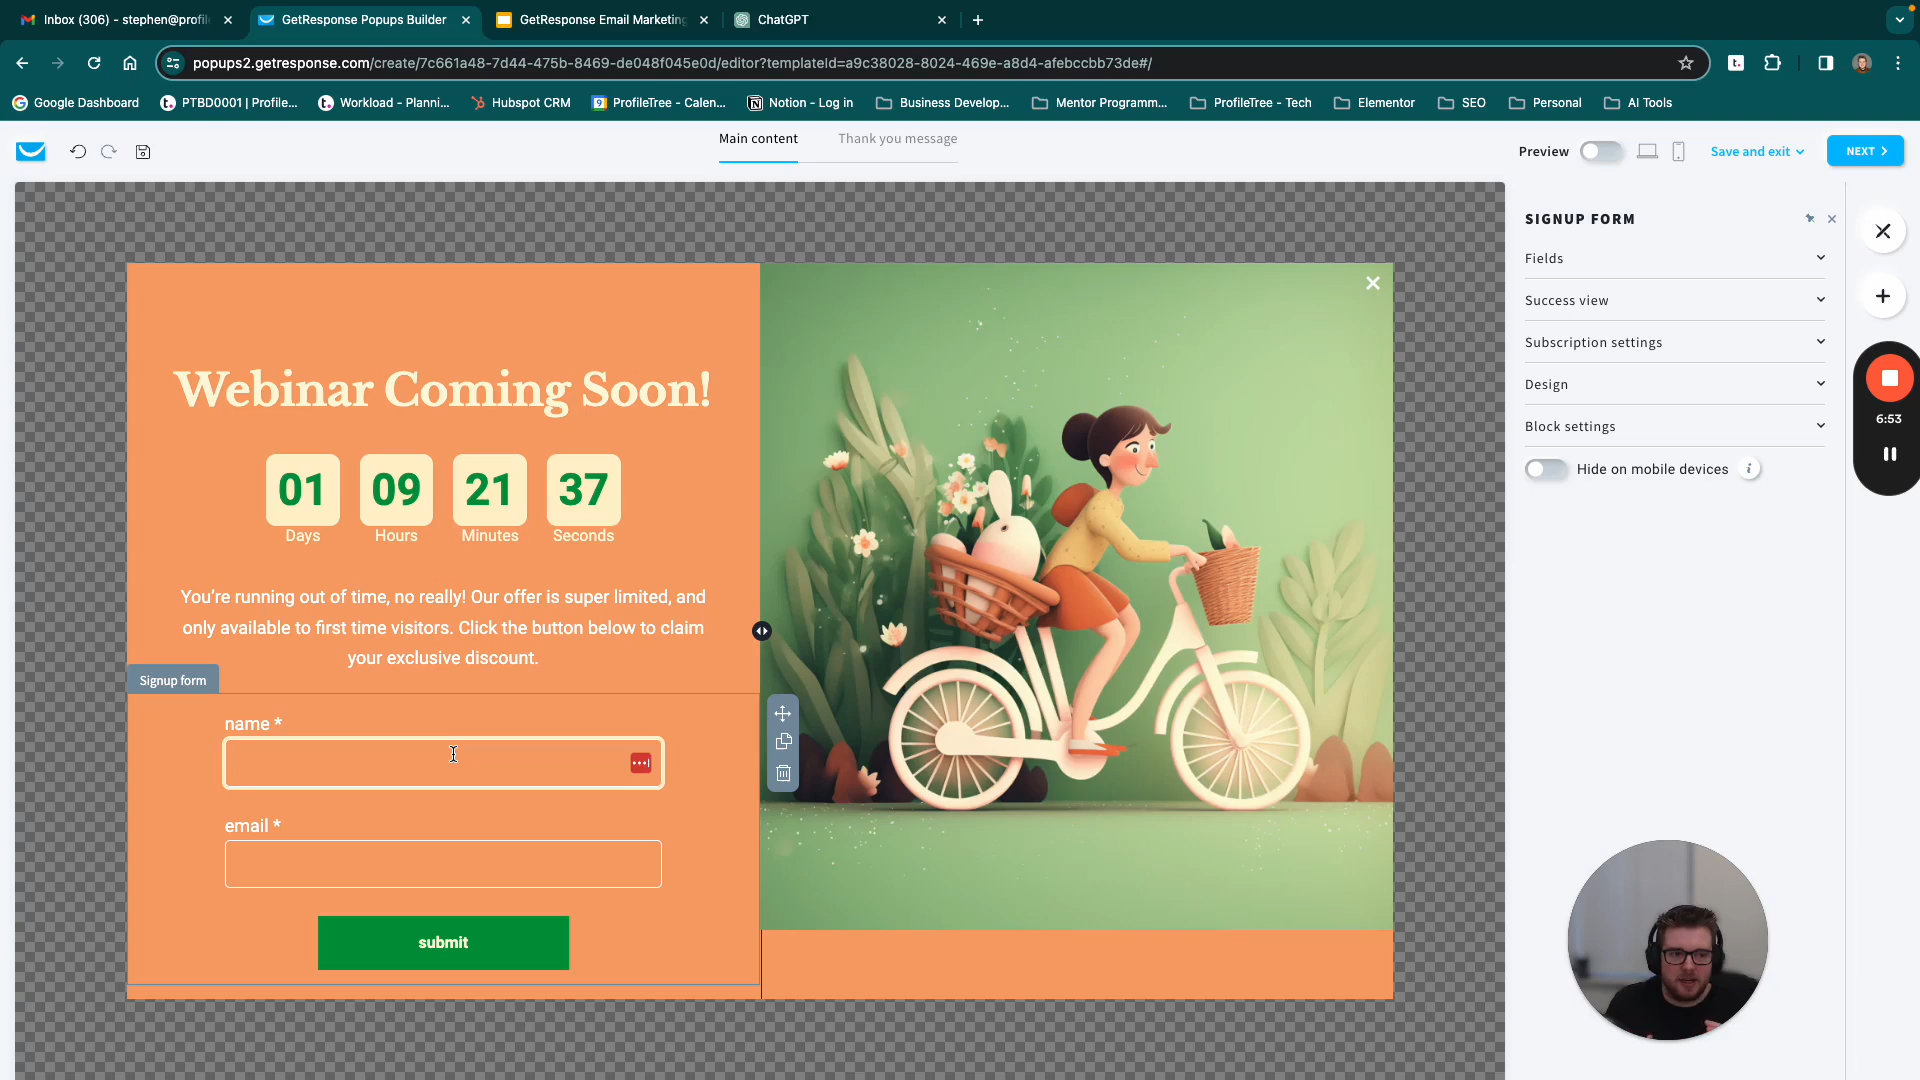 Inbox (306) - stephen@profil
GetResponse Popups Builder
GetResponse Email Marketing
ChatGPT
popups2.getresponse.com/create/7c661a48-7d44-475b-8469-de048f045e0d/editor?templateId=a9c38028-8024-469e-a8d4-afebccbb73de#/
Google Dashboard
PTBD0001 | Profile...
Workload - Planni...
Hubspot CRM
ProfileTree - Calen...
Notion - Log in
Business Develop...
Mentor Programm...
ProfileTree - Tech
Elementor
SEO
Personal
AI Tools
Main content
Thank you message
Preview
Save and exit
NEXT
SIGNUP FORM
Fields
Success view
Subscription settings
Design
Block settings
Hide on mobile devices
6:53
Webinar Coming Soon!
01 09 21 37
Days Hours Minutes Seconds
You're running out of time, no really! Our offer is super limited, and
only available to first time visitors. Click the button below to claim
your exclusive discount.
Signup form
name *
email *
submit